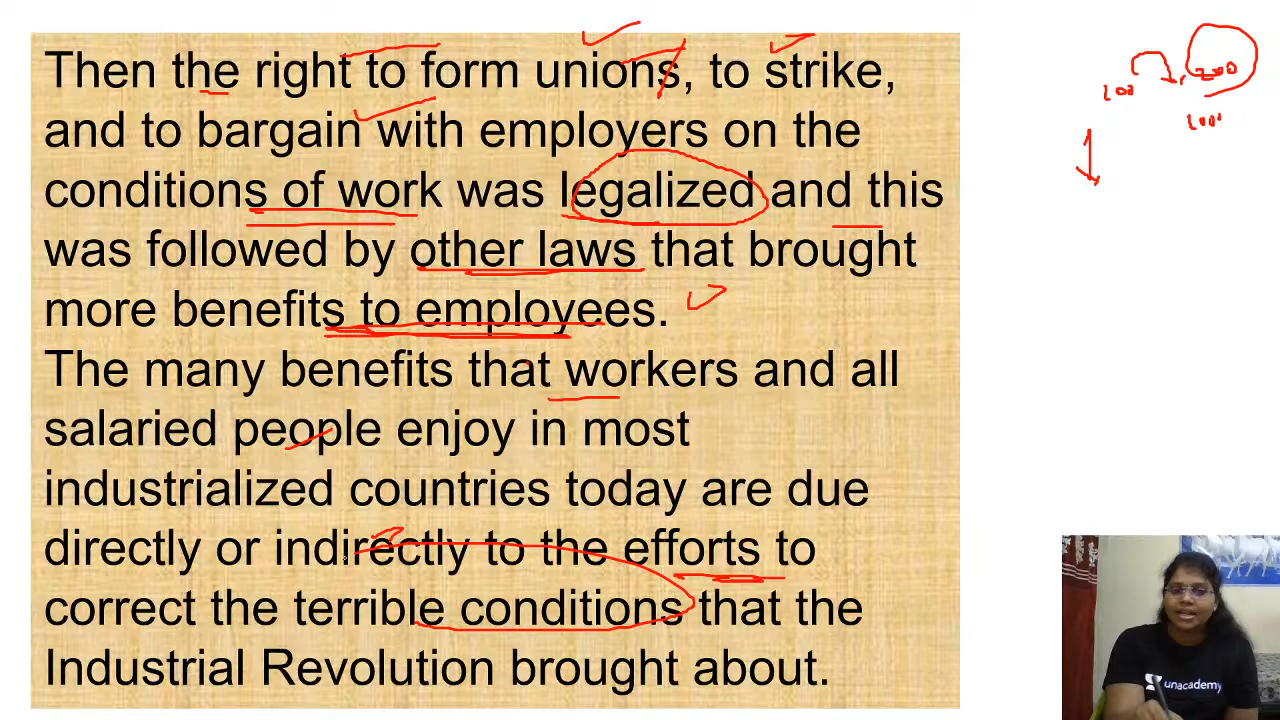 Then the right to form unions, to strike,
and to bargain with employers on the
conditions of work was legalized and this
was followed by other laws that brought
more benefits to employees.
The many benefits that workers and all
salaried people enjoy in most
industrialized countries today are due
directly or indirectly to the efforts to
correct the terrible conditions that the
Industrial Revolution brought about.
unacademy